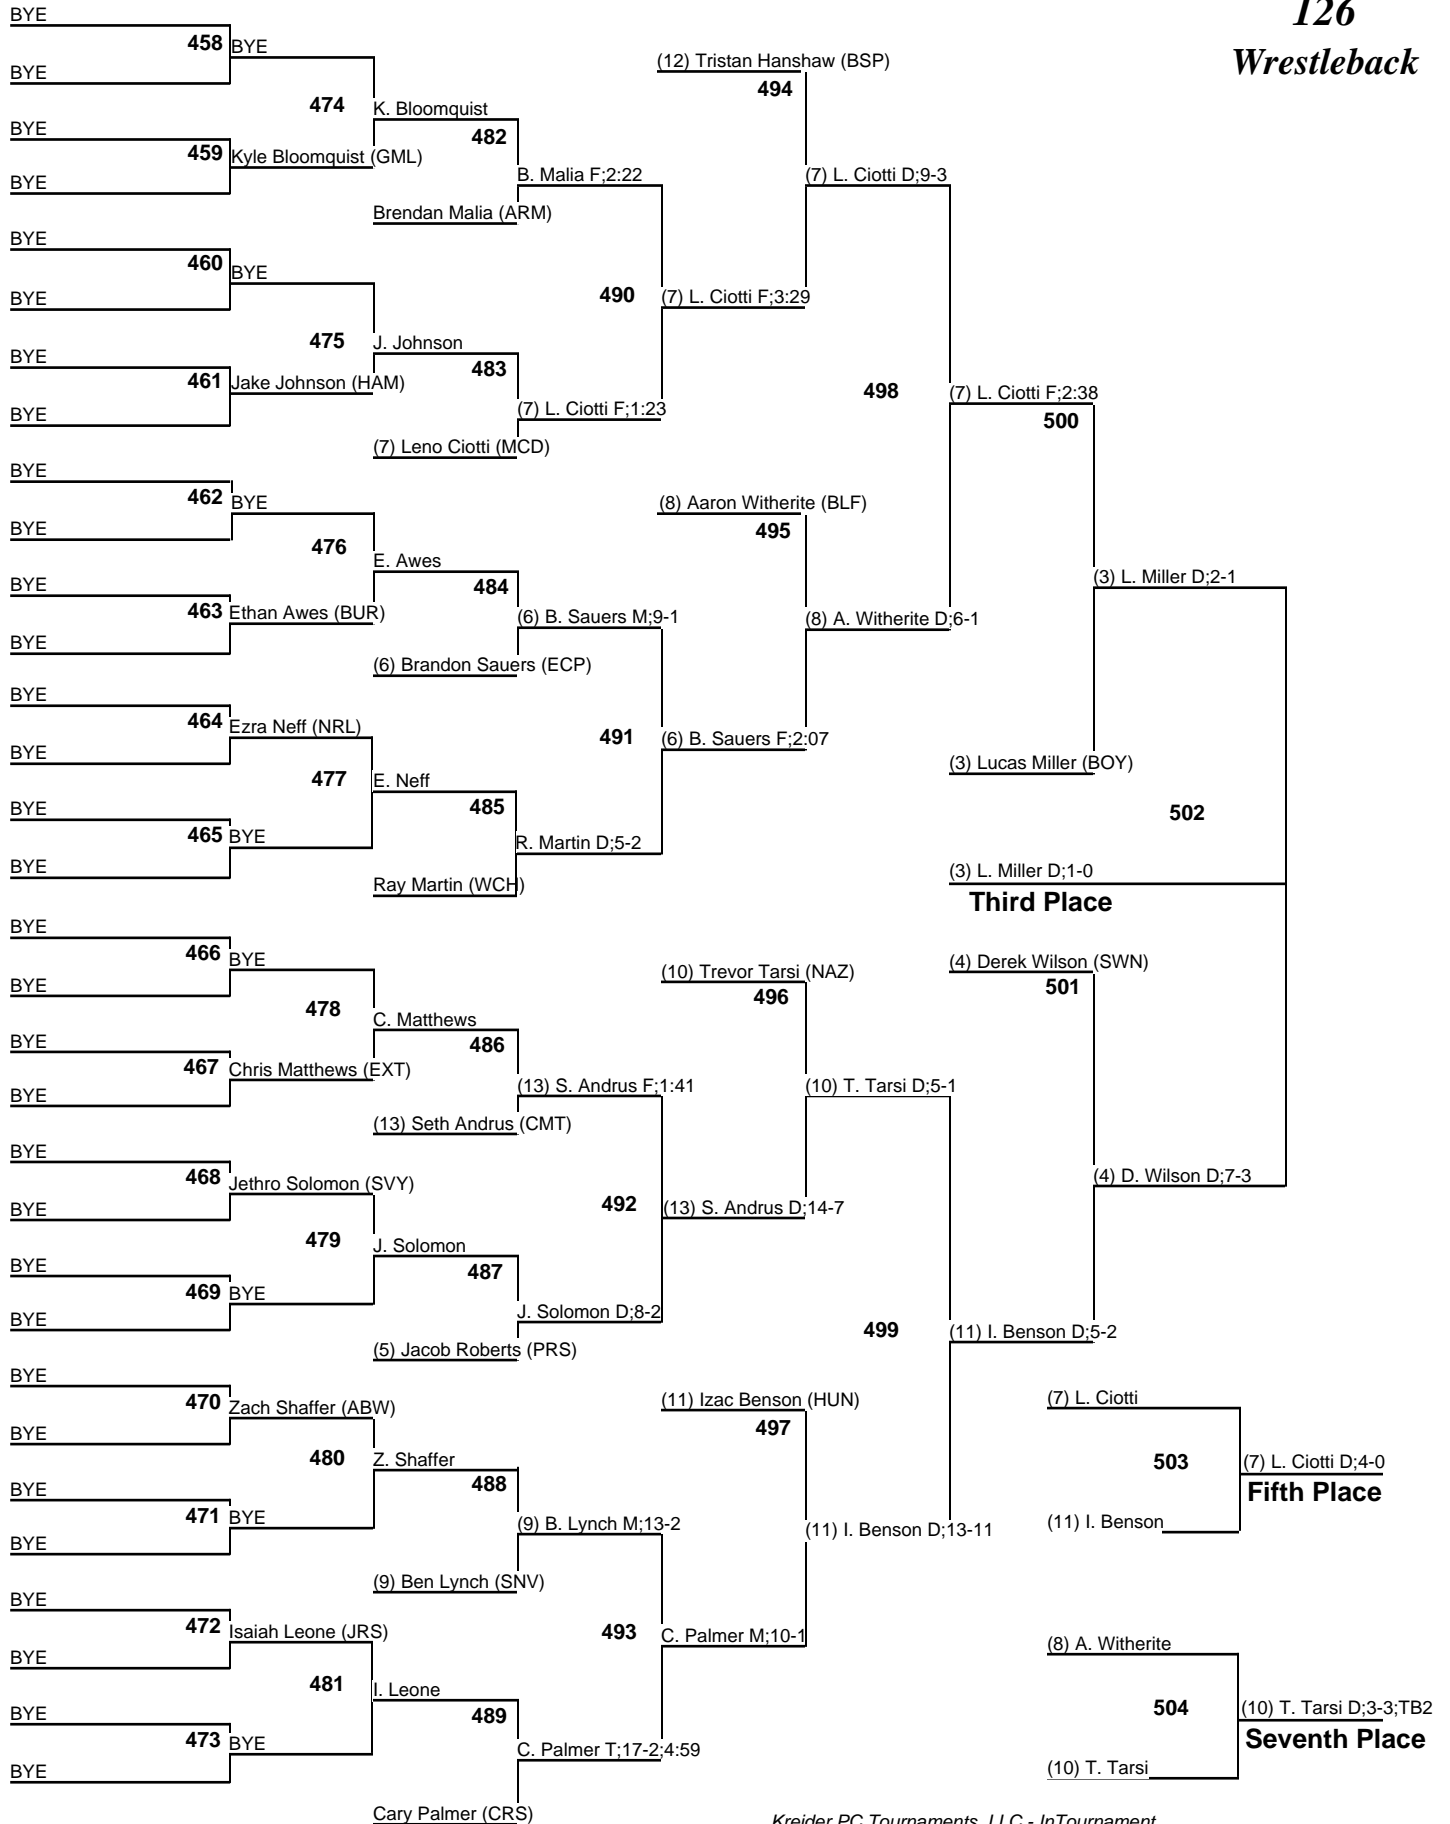 126
Wrestleback
BYE
458
BYE
BYE
474
K. Bloomquist
BYE
459
Kyle Bloomquist (GML)
BYE
482
B. Malia F;2:22
Brendan Malia (ARM)
(12) Tristan Hanshaw (BSP)
494
(7) L. Ciotti D;9-3
BYE
460
BYE
BYE
490
(7) L. Ciotti F;3:29
475
J. Johnson
BYE
461
Jake Johnson (HAM)
BYE
483
(7) L. Ciotti F;1:23
(7) Leno Ciotti (MCD)
498
(7) L. Ciotti F;2:38
500
BYE
462
BYE
BYE
476
E. Awes
BYE
463
Ethan Awes (BUR)
BYE
484
(6) B. Sauers M;9-1
(6) Brandon Sauers (ECP)
(8) Aaron Witherite (BLF)
495
(8) A. Witherite D;6-1
(3) L. Miller D;2-1
BYE
464
Ezra Neff (NRL)
BYE
491
(6) B. Sauers F;2:07
477
E. Neff
BYE
465
BYE
BYE
485
R. Martin D;5-2
Ray Martin (WCH)
(3) Lucas Miller (BOY)
502
(3) L. Miller D;1-0
Third Place
BYE
466
BYE
BYE
478
C. Matthews
BYE
467
Chris Matthews (EXT)
BYE
486
(13) S. Andrus F;1:41
(13) Seth Andrus (CMT)
(10) Trevor Tarsi (NAZ)
496
(10) T. Tarsi D;5-1
(4) Derek Wilson (SWN)
501
BYE
468
Jethro Solomon (SVY)
BYE
492
(13) S. Andrus D;14-7
(4) D. Wilson D;7-3
479
J. Solomon
BYE
469
BYE
BYE
487
J. Solomon D;8-2
(5) Jacob Roberts (PRS)
499
(11) I. Benson D;5-2
BYE
470
Zach Shaffer (ABW)
BYE
480
Z. Shaffer
BYE
471
BYE
BYE
488
(9) B. Lynch M;13-2
(9) Ben Lynch (SNV)
(11) Izac Benson (HUN)
497
(11) I. Benson D;13-11
(7) L. Ciotti
503
(7) L. Ciotti D;4-0
Fifth Place
(11) I. Benson
BYE
472
Isaiah Leone (JRS)
BYE
493
C. Palmer M;10-1
481
I. Leone
BYE
473
BYE
BYE
489
C. Palmer T;17-2;4:59
Cary Palmer (CRS)
(8) A. Witherite
504
(10) T. Tarsi D;3-3;TB2
Seventh Place
(10) T. Tarsi
Kreider PC Tournaments, LLC - InTournament